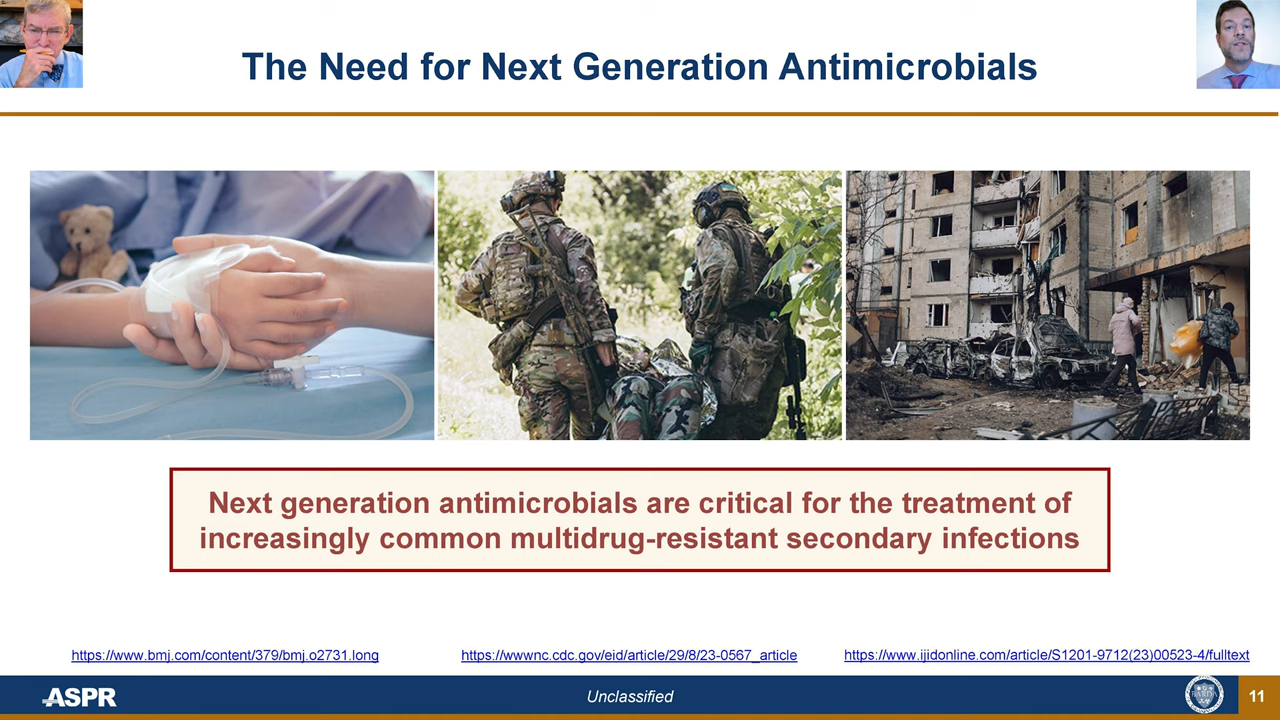 The Need for Next Generation Antimicrobials
Next generation antimicrobials are critical for the treatment of
increasingly common multidrug-resistant secondary infections
https://www.bmj.com/content/379/bmj.o2731.long
https://wwwnc.cdc.gov/eid/article/29/8/23-0567_article
https://www.ijidonline.com/article/S1201-9712(23)00523-4/fulltext
ASPR
Unclassified
BARDA
11